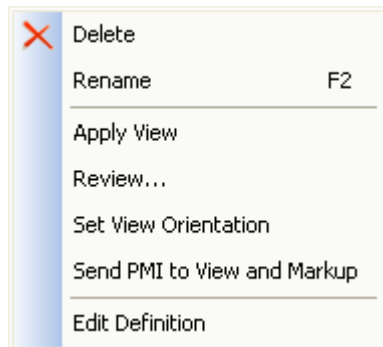 Delete
Rename F2
Apply View
Review...
Set View Orientation
Send PMI to View and Markup
Edit Definition